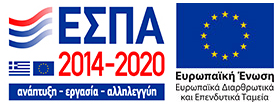 ΕΣΠΑ
2014-2020
ανάπτυξη - εργασία - αλληλεγγύη
Ευρωπαϊκή Ένωση
Ευρωπαϊκά Διαρθρωτικά
και Επενδυτικά Ταμεία